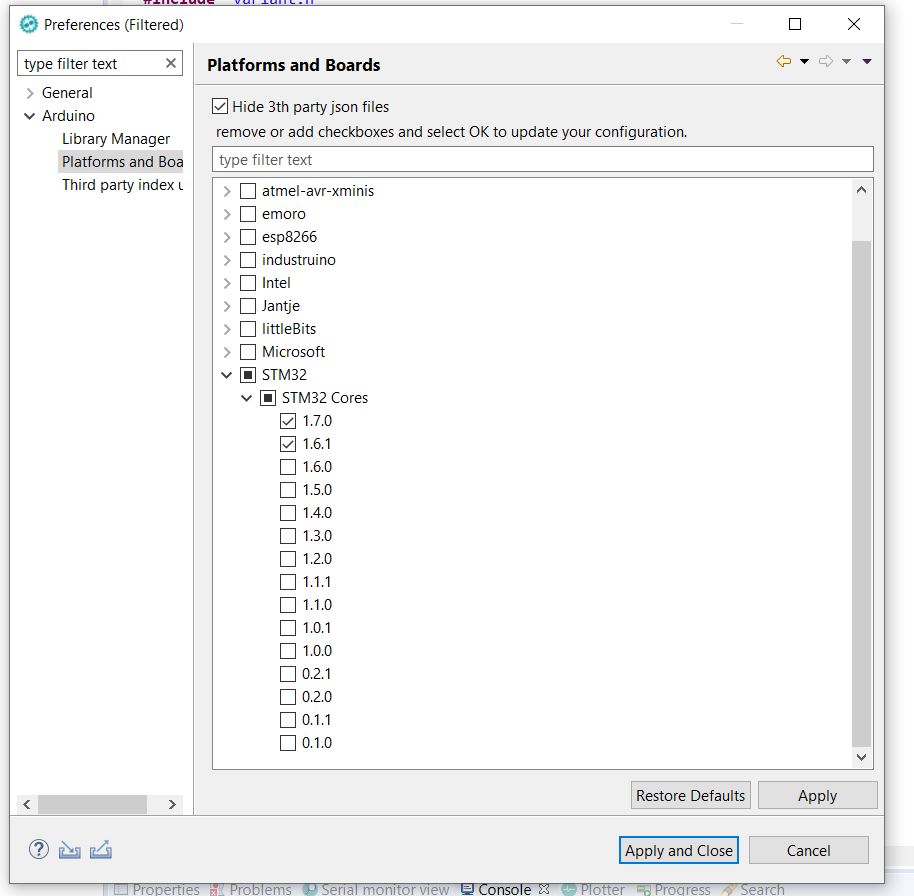 #include "variant.h"
Preferences (Filtered)
type filter text
General
Arduino
Library Manager
Platforms and Boa
Third party index u
Platforms and Boards
Hide 3th party json files
remove or add checkboxes and select OK to update your configuration.
type filter text
atmel-avr-xminis
emoro
esp8266
industruino
Intel
Jantje
littleBits
Microsoft
STM32
STM32 Cores
1.7.0
1.6.1
1.6.0
1.5.0
1.4.0
1.3.0
1.2.0
1.1.1
1.1.0
1.0.1
1.0.0
0.2.1
0.2.0
0.1.1
0.1.0
Restore Defaults
Apply
Apply and Close
Cancel
Properties Problems Serial monitor view Console Plotter Progress Search